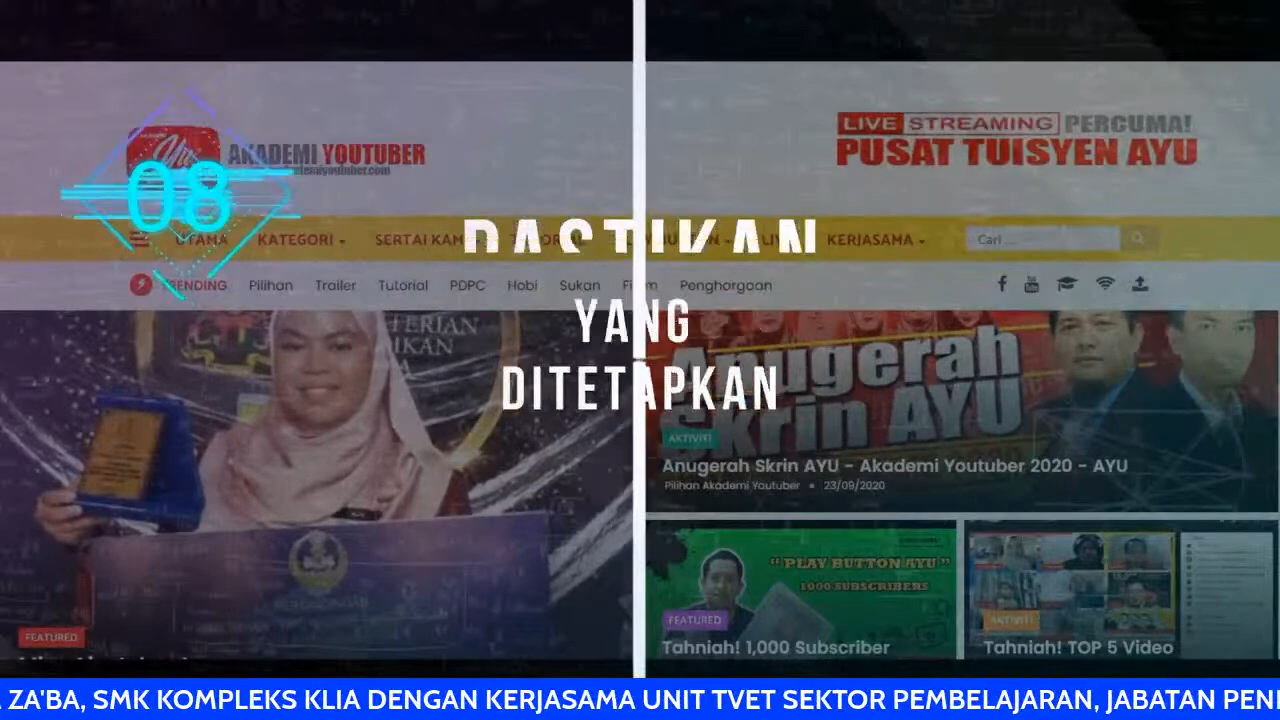 LIVE STREAMING PERCUMA!
PUSAT TUISYEN AYU
AKADEMI YOUTUBER
08
PASTIKAN
UTAMA KATEGORI SERTAI KAMI KERJASAMA Cari ...
TRENDING Pilihan Trailer Tutorial PDPC Hobi Sukan Filem Penghargaan
YANG
DITETAPKAN
Anugerah
Skrin AYU
AKTIVITI
Anugerah Skrin AYU - Akademi Youtuber 2020 - AYU
Pilihan Akademi Youtuber 23/09/2020
"PLAY BUTTON AYU"
1000 SUBSCRIBERS
FEATURED
FEATURED
AKTIVITI
Tahniah! 1,000 Subscriber
Tahniah! TOP 5 Video
ZA'BA, SMK KOMPLEKS KLIA DENGAN KERJASAMA UNIT TVET SEKTOR PEMBELAJARAN, JABATAN PEN